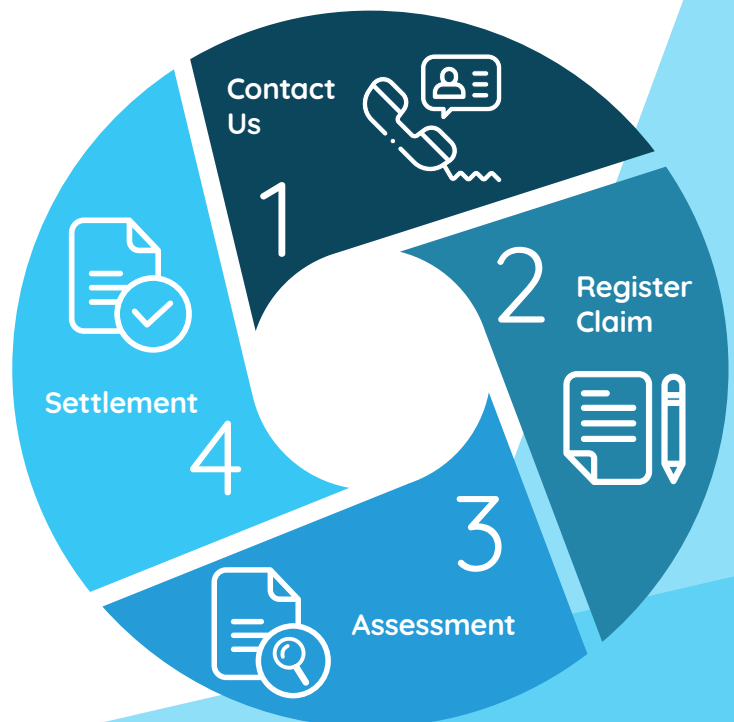 Contact
Us
1
2
Register
Claim
3
Assessment
Settlement
4